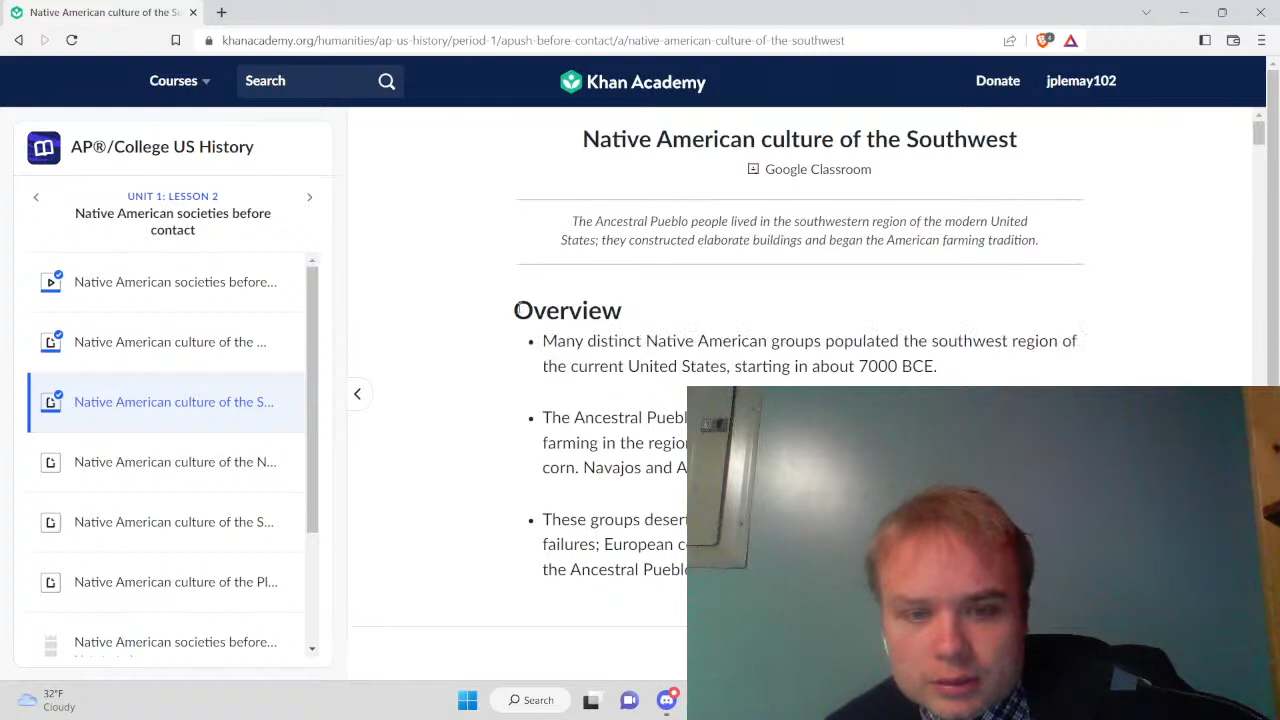 Native American culture of the So
khanacademy.org/humanities/ap-us-history/period-1/apush-before-contact/a/native-american-culture-of-the-southwest
4
Courses
Search
Khan Academy
Donate
jplemay102
AP®/College US History
UNIT 1: LESSON 2
Native American societies before
contact
Native American societies before...
Native American culture of the ...
Native American culture of the S...
Native American culture of the N...
Native American culture of the S...
Native American culture of the Pl...
Native American societies before...
Native American culture of the Southwest
Google Classroom
The Ancestral Pueblo people lived in the southwestern region of the modern United
States; they constructed elaborate buildings and began the American farming tradition.
Overview
• Many distinct Native American groups populated the southwest region of
the current United States, starting in about 7000 BCE.
• The Ancestral Puebl
farming in the regio
corn. Navajos and A
• These groups desert
failures; European c
the Ancestral Puebl
32°F
Cloudy
Search